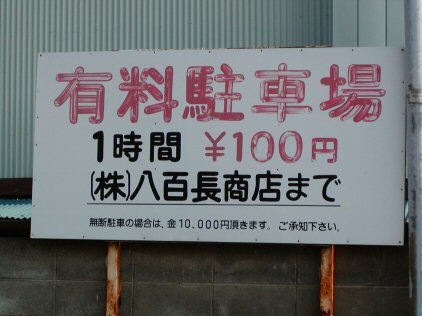 有料駐車場
1時間 ¥100円
(株)八百長商店まで
無断駐車の場合は、金10,000円頂きます。ご承知下さい。